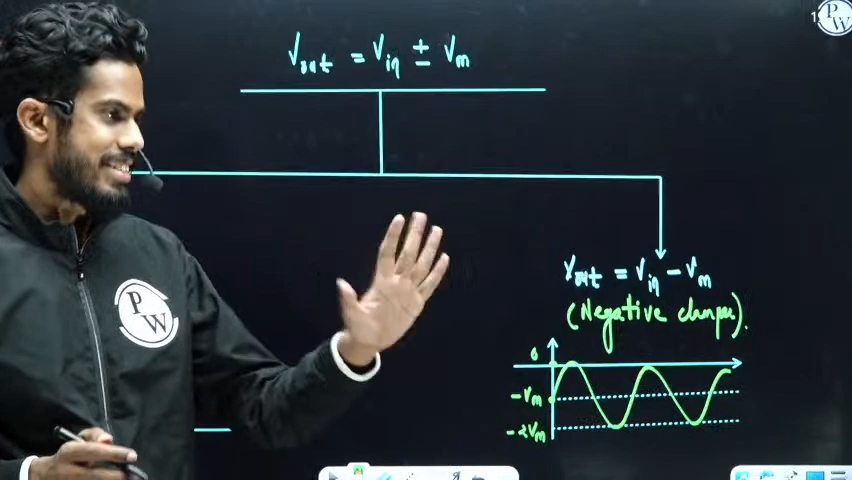 Vout = Vin ± Vm
Vout = Vin - Vm
(Negative clamper).
0
-Vm
-2Vm
PW
PW